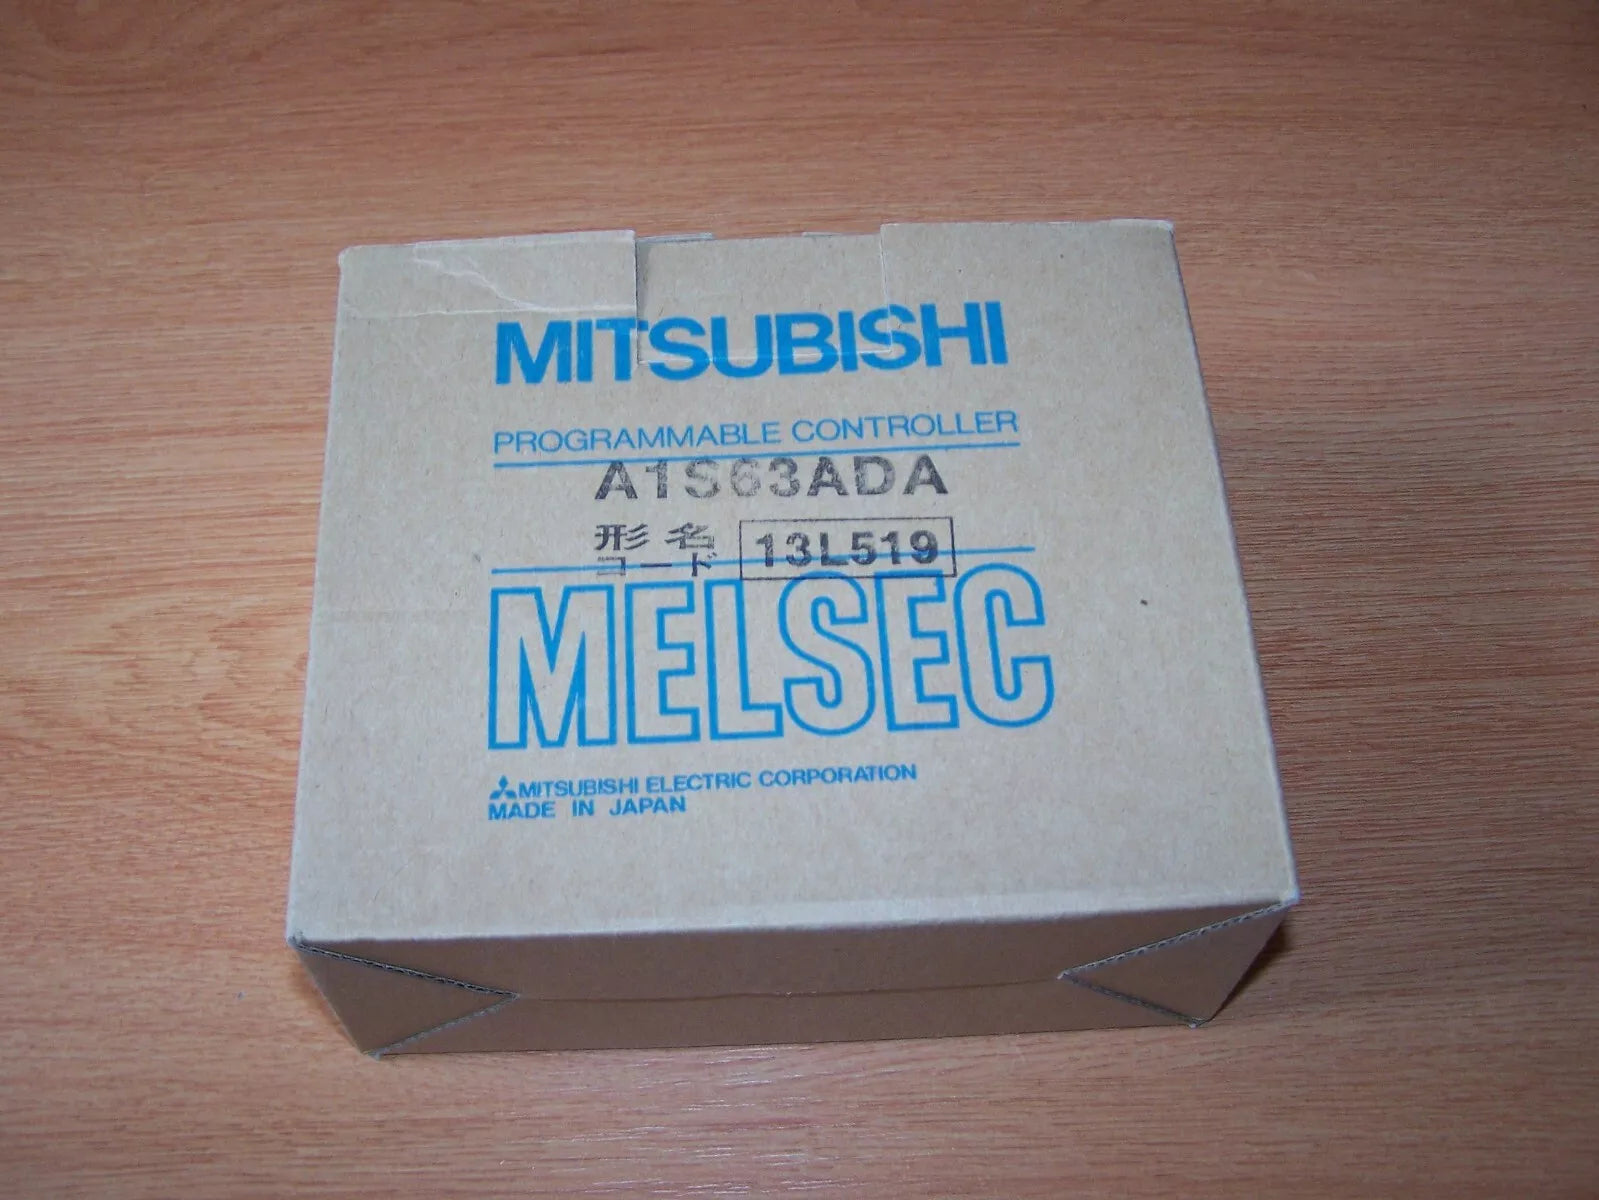 MITSUBISHI
PROGRAMMABLE CONTROLLER
A1S63ADA
形名
コード 13L519
MELSEC
MITSUBISHI ELECTRIC CORPORATION
MADE IN JAPAN